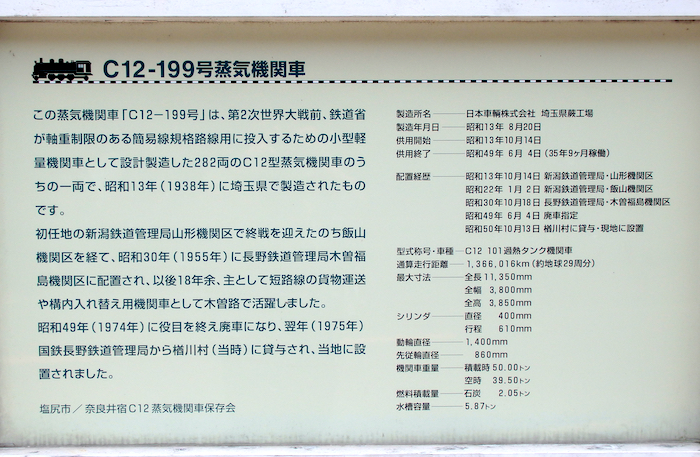 C12-199号蒸気機関車
この蒸気機関車「C12−199号」は、第2次世界大戦前、鉄道省
が軸重制限のある簡易線規格路線用に投入するための小型軽
量機関車として設計製造した282両のC12型蒸気機関車のう
ちの一両で、昭和13年(1938年)に埼玉県で製造されたもの
です。
初任地の新潟鉄道管理局山形機関区で終戦を迎えたのち飯山
機関区を経て、昭和30年(1955年)に長野鉄道管理局木曽福
島機関区に配置され、以後18年余、主として短路線の貨物運送
や構内入れ替え用機関車として木曽路で活躍しました。
昭和49年(1974年)に役目を終え廃車になり、翌年(1975年)
国鉄長野鉄道管理局から楢川村(当時)に貸与され、当地に設
置されました。
塩尻市/奈良井宿C12蒸気機関車保存会
製造所名 日本車輌株式会社 埼玉県蕨工場
製造年月日 昭和13年 8月20日
供用開始 昭和13年10月14日
供用終了 昭和49年 6月 4日(35年9ヶ月稼働)
配置経歴 昭和13年10月14日 新潟鉄道管理局・山形機関区
昭和22年 1月 2日 新潟鉄道管理局・飯山機関区
昭和30年10月18日 長野鉄道管理局・木曽福島機関区
昭和49年 6月 4日 廃車指定
昭和50年10月13日 楢川村に貸与・現地に設置
型式称号・車種 C12 101過熱タンク機関車
通算走行距離 1,366,016km(約地球29周分)
最大寸法 全長11,350mm
全幅 3,800mm
全高 3,850mm
シリンダ 直径 400mm
行程 610mm
動輪直径 1,400mm
先従輪直径 860mm
機関車重量 積載時50.00トン
空時 39.50トン
燃料積載量 石炭 2.05トン
水槽容量 5.87トン